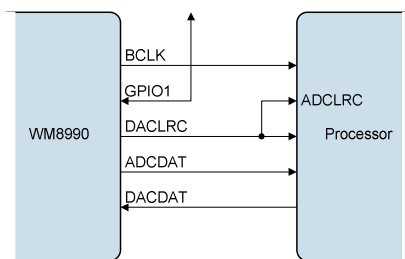 BCLK
GPIO1
ADCLRC
DACLRC
WM8990
Processor
ADCDAT
DACDAT